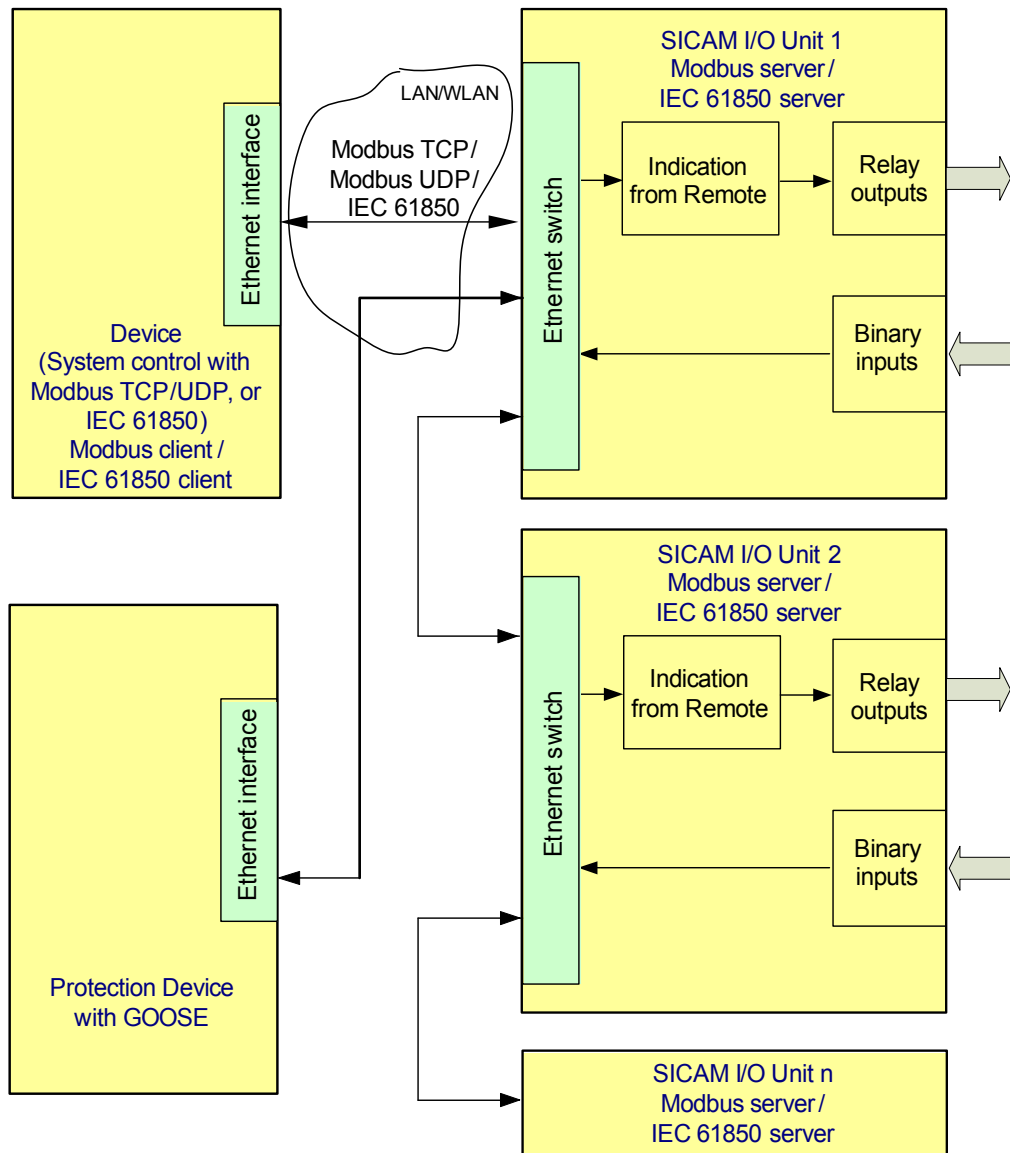 SICAM I/O Unit 1
Modbus server /
IEC 61850 server
LAN/WLAN
Ethernet interface
Modbus TCP/
Modbus UDP/
IEC 61850
Etnernet switch
Indication
from Remote
Relay
outputs
Binary
inputs
Device
(System control with
Modbus TCP/UDP, or
IEC 61850)
Modbus client /
IEC 61850 client
SICAM I/O Unit 2
Modbus server /
IEC 61850 server
Etnernet switch
Indication
from Remote
Relay
outputs
Binary
inputs
Ethernet interface
Protection Device
with GOOSE
SICAM I/O Unit n
Modbus server /
IEC 61850 server